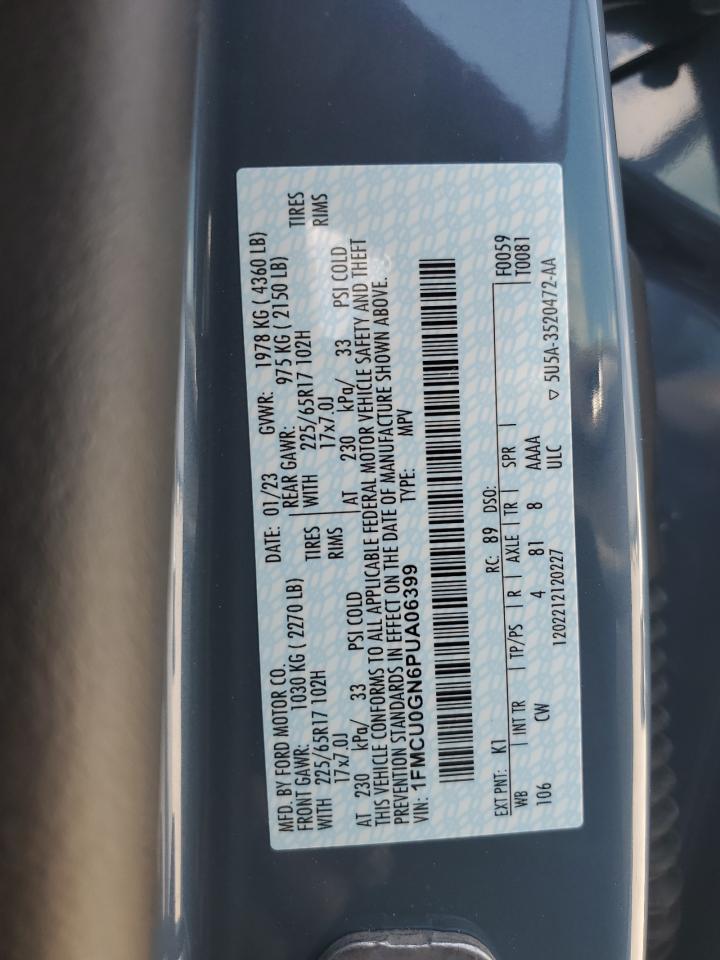 MFD. BY FORD MOTOR CO. DATE: 01/23 GVWR: 1978 KG ( 4360 LB)
FRONT GAWR: 1030 KG ( 2270 LB) REAR GAWR: 975 KG ( 2150 LB)
WITH 225/65R17 102H TIRES WITH 225/65R17 102H TIRES
17x7.0J RIMS 17x7.0J RIMS
AT 230 kPa/ 33 PSI COLD AT 230 kPa/ 33 PSI COLD
THIS VEHICLE CONFORMS TO ALL APPLICABLE FEDERAL MOTOR VEHICLE SAFETY AND THEFT
PREVENTION STANDARDS IN EFFECT ON THE DATE OF MANUFACTURE SHOWN ABOVE.
VIN: 1FMCU0GN6PUA06399 TYPE: MPV
EXT PNT: K1 RC: 89 DSO: F0059
WB | INT TR | TP/PS | R | AXLE | TR | SPR | T0081
106 CW 4 81 8 AAAA
1202212120227 ULC ▽ 5U5A-3520472-AA